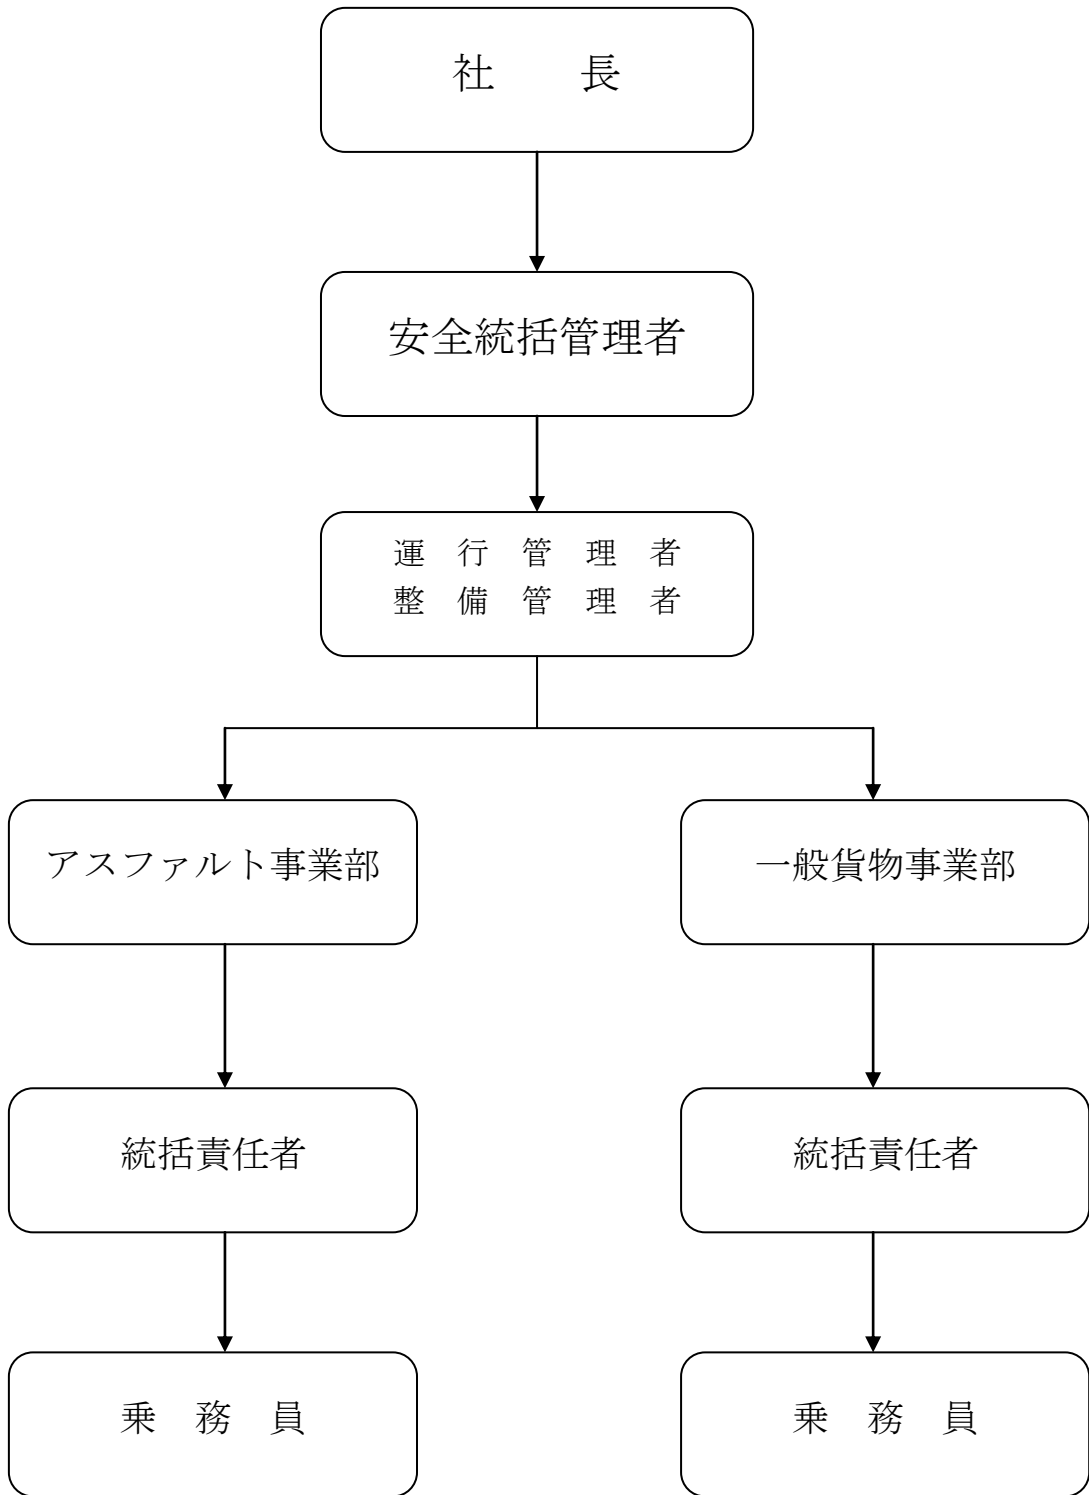 社　　長
安全統括管理者
運　行　管　理　者
整　備　管　理　者
アスファルト事業部
一般貨物事業部
統括責任者
統括責任者
乗　務　員
乗　務　員